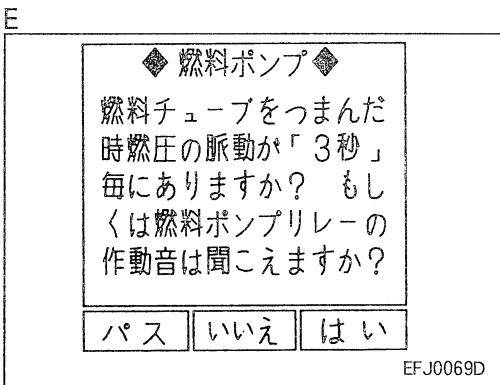 E
◆ 燃料ポンプ ◆
燃料チューブをつまんだ
時燃圧の脈動が「3秒」
毎にありますか？ もし
くは燃料ポンプリレーの
作動音は聞こえますか？
パス いいえ はい
EFJ0069D